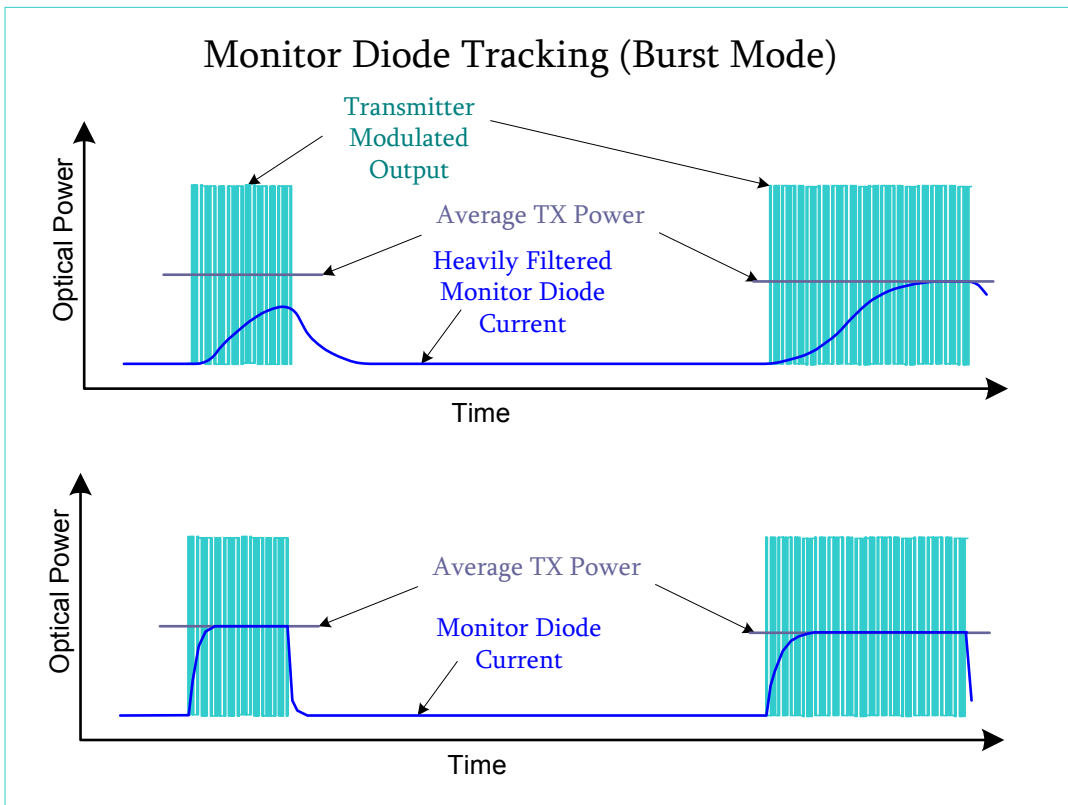 Monitor Diode Tracking (Burst Mode)
Transmitter
Modulated
Output
Average TX Power
Heavily Filtered
Monitor Diode
Current
Optical Power
Time
Average TX Power
Monitor Diode
Current
Optical Power
Time